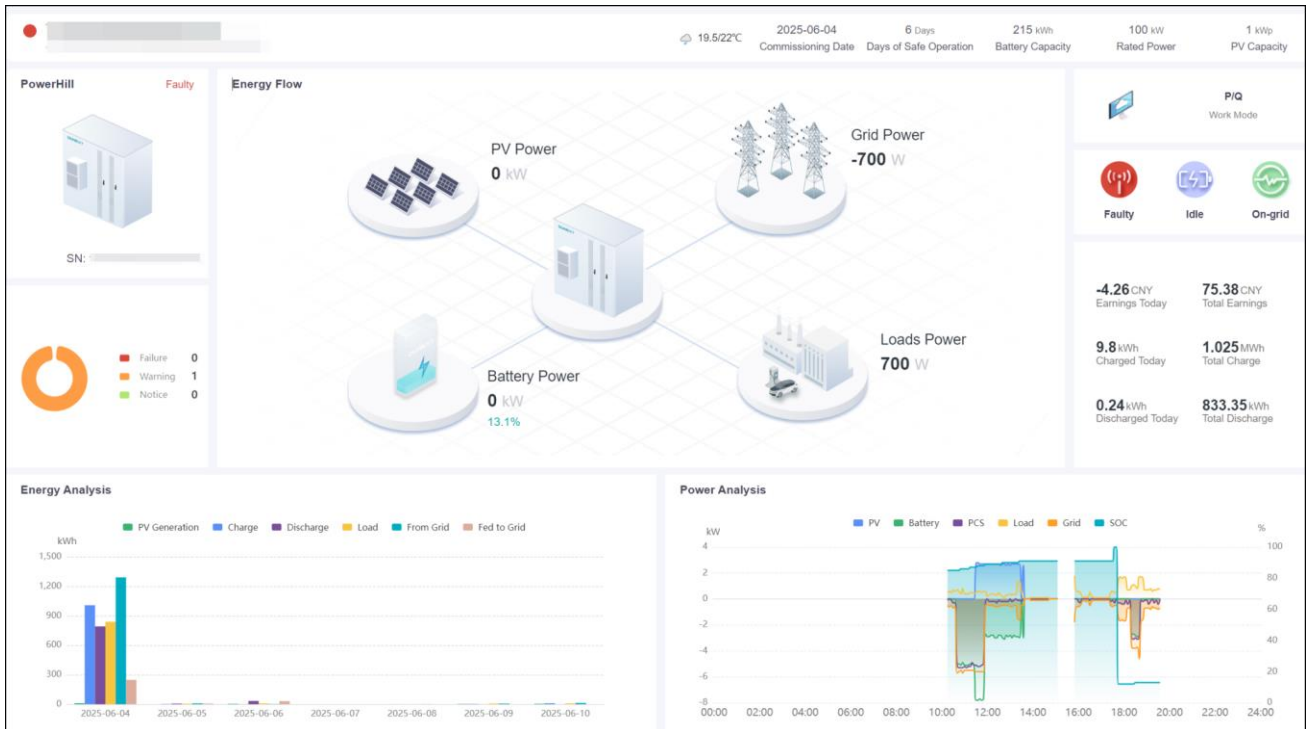 19.5/22℃
2025-06-04
Commissioning Date
6 Days
Days of Safe Operation
215 kWh
Battery Capacity
100 kW
Rated Power
1 kWp
PV Capacity
PowerHill
Faulty
SN:
Failure 0
Warning 1
Notice 0
Energy Flow
PV Power
0 kW
Grid Power
-700 W
Battery Power
0 kW
13.1%
Loads Power
700 W
P/Q
Work Mode
Faulty
Idle
On-grid
-4.26 CNY
Earnings Today
75.38 CNY
Total Earnings
9.8 kWh
Charged Today
1.025 MWh
Total Charge
0.24 kWh
Discharged Today
833.35 kWh
Total Discharge
Energy Analysis
PV Generation Charge Discharge Load From Grid Fed to Grid
kWh
1,500
1,200
900
600
300
0
2025-06-04 2025-06-05 2025-06-06 2025-06-07 2025-06-08 2025-06-09 2025-06-10
Power Analysis
PV Battery PCS Load Grid SOC
kW %
4 100
2
80
0
60
-2
40
-4
20
-6
-8 0
00:00 02:00 04:00 06:00 08:00 10:00 12:00 14:00 16:00 18:00 20:00 22:00 24:00